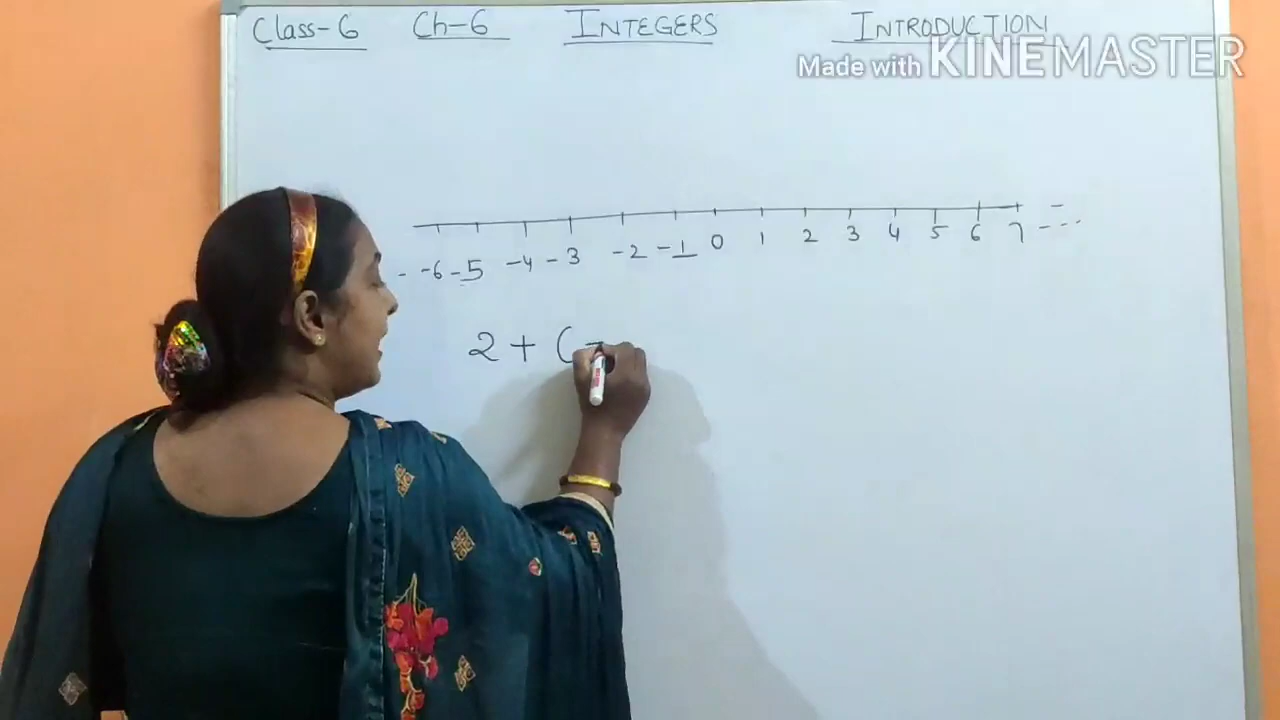 Class-6 Ch-6 INTEGERS INTRODUCTION
Made with KINEMASTER
0 1 2 3 4 5 6 7 - - -
- -6 -5 -4 -3 -2 -1
2 + (-